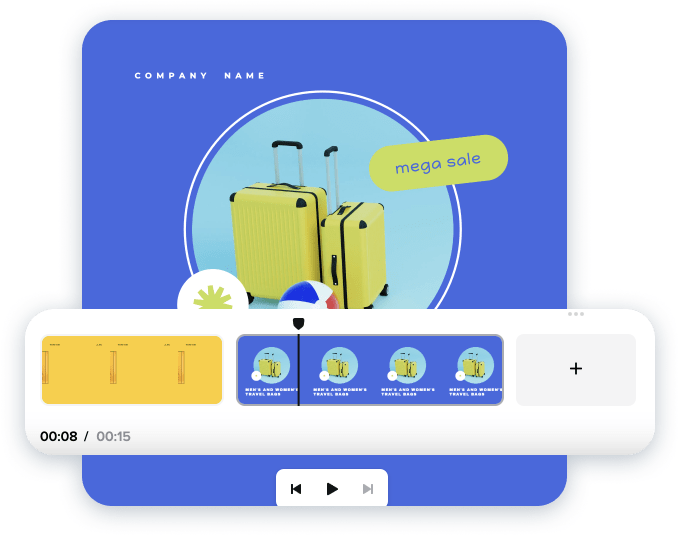 COMPANY NAME
mega sale
MEN'S AND WOMEN'S
TRAVEL BAGS
MEN'S AND WOMEN'S
TRAVEL BAGS
MEN'S AND WOMEN'S
TRAVEL BAGS
MEN'S AND WOMEN'S
TRAVEL BAGS
00:08 / 00:15